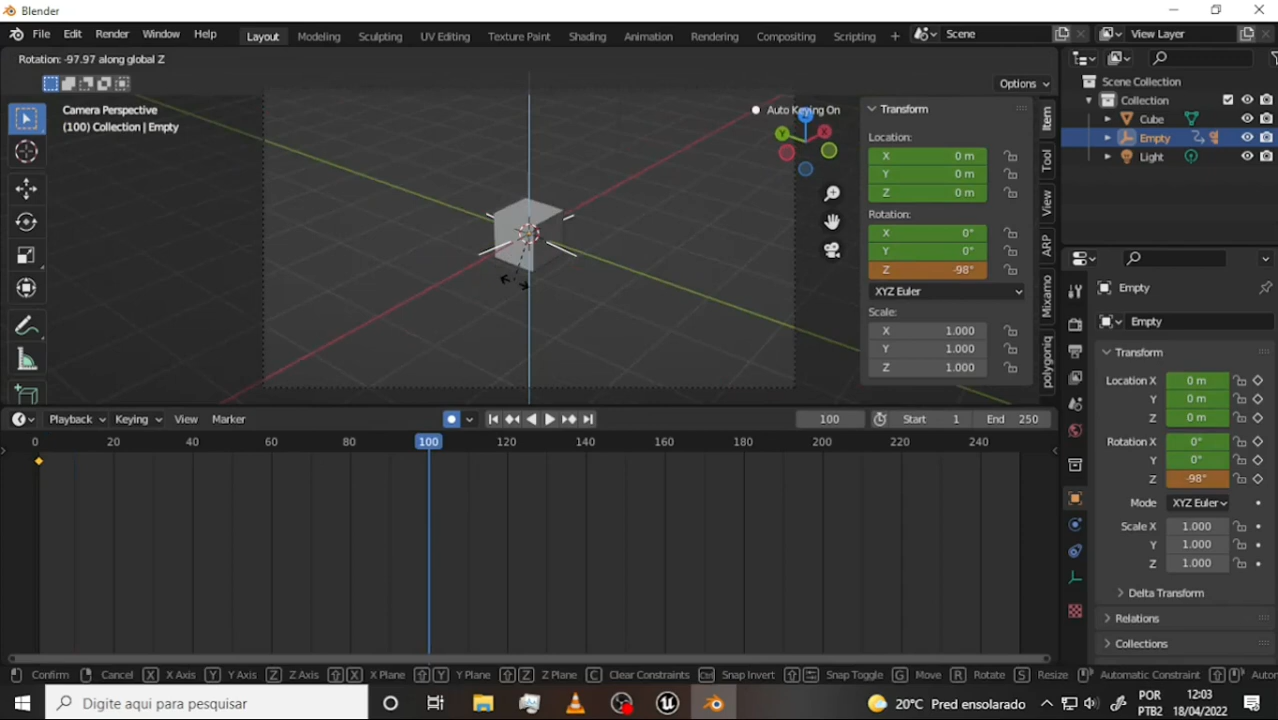 Blender
File Edit Render Window Help Layout Modeling Sculpting UV Editing Texture Paint Shading Animation Rendering Compositing Scripting + Scene View Layer
Rotation: -97.97 along global Z
Options
Camera Perspective
(100) Collection | Empty
Auto Keying On
Z
Y
X
Transform
Location:
X 0 m
Y 0 m
Z 0 m
Rotation:
X 0°
Y 0°
Z -98°
XYZ Euler
Scale:
X 1.000
Y 1.000
Z 1.000
Item
Tool
View
ARP
Mixamo
polygoniq
Scene Collection
Collection
Cube
Empty
Light
Empty
Empty
Transform
Location X 0 m
Y 0 m
Z 0 m
Rotation X 0°
Y 0°
Z -98°
Mode XYZ Euler
Scale X 1.000
Y 1.000
Z 1.000
Delta Transform
Relations
Collections
Playback Keying View Marker 100 Start 1 End 250
0 20 40 60 80 100 120 140 160 180 200 220 240
Confirm Cancel X X Axis Y Y Axis Z Z Axis X X Plane Y Y Plane Z Z Plane C Clear Constraints Ctrl Snap Invert Snap Toggle G Move R Rotate S Resize Automatic Constraint Automa
Digite aqui para pesquisar 20°C Pred ensolarado POR 12:03
PTB2 18/04/2022